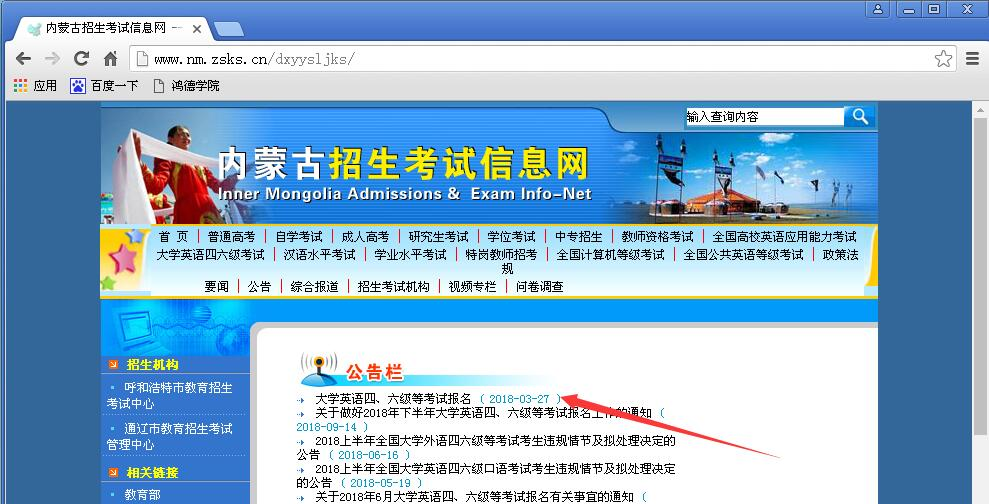 内蒙古招生考试信息网 一
www.nm.zsks.cn/dxyysljks/
应用 百度一下 鸿德学院
输入查询内容
内蒙古招生考试信息网
Inner Mongolia Admissions & Exam Info-Net
首 页 | 普通高考 | 自学考试 | 成人高考 | 研究生考试 | 学位考试 | 中专招生 | 教师资格考试 | 全国高校英语应用能力考试
大学英语四六级考试 | 汉语水平考试 | 学业水平考试 | 特岗教师招考 | 全国计算机等级考试 | 全国公共英语等级考试 | 政策法
规
要闻 | 公告 | 综合报道 | 招生考试机构 | 视频专栏 | 问卷调查
招生机构
呼和浩特市教育招生
考试中心
通辽市教育招生考试
管理中心
相关链接
教育部
公告栏
大学英语四、六级等考试报名 （ 2018-03-27 ）
关于做好2018年下半年大学英语四、六级等考试报名工作的通知 （
2018-09-14 ）
2018上半年全国大学外语四六级等考试考生违规情节及拟处理决定的
公告 （ 2018-06-16 ）
2018上半年全国大学英语四六级口语考试考生违规情节及拟处理决定
的公告 （ 2018-05-19 ）
关于2018年6月大学英语四、六级等考试报名有关事宜的通知 （